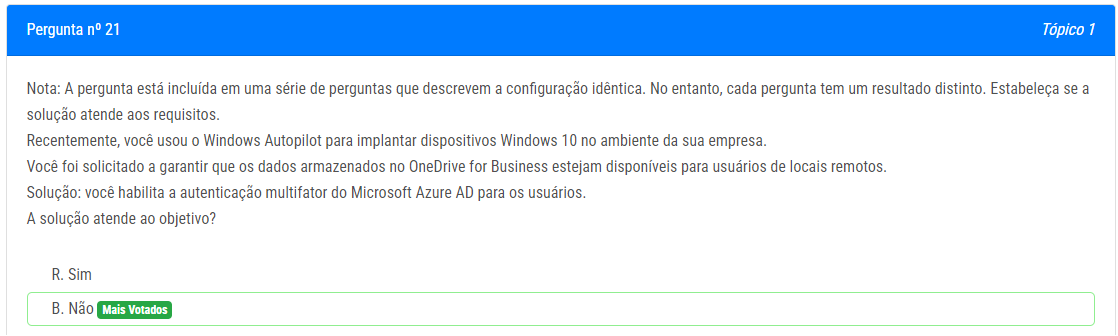 Pergunta nº 21
Tópico 1
Nota: A pergunta está incluída em uma série de perguntas que descrevem a configuração idêntica. No entanto, cada pergunta tem um resultado distinto. Estabeleça se a
solução atende aos requisitos.
Recentemente, você usou o Windows Autopilot para implantar dispositivos Windows 10 no ambiente da sua empresa.
Você foi solicitado a garantir que os dados armazenados no OneDrive for Business estejam disponíveis para usuários de locais remotos.
Solução: você habilita a autenticação multifator do Microsoft Azure AD para os usuários.
A solução atende ao objetivo?
R. Sim
B. Não Mais Votados